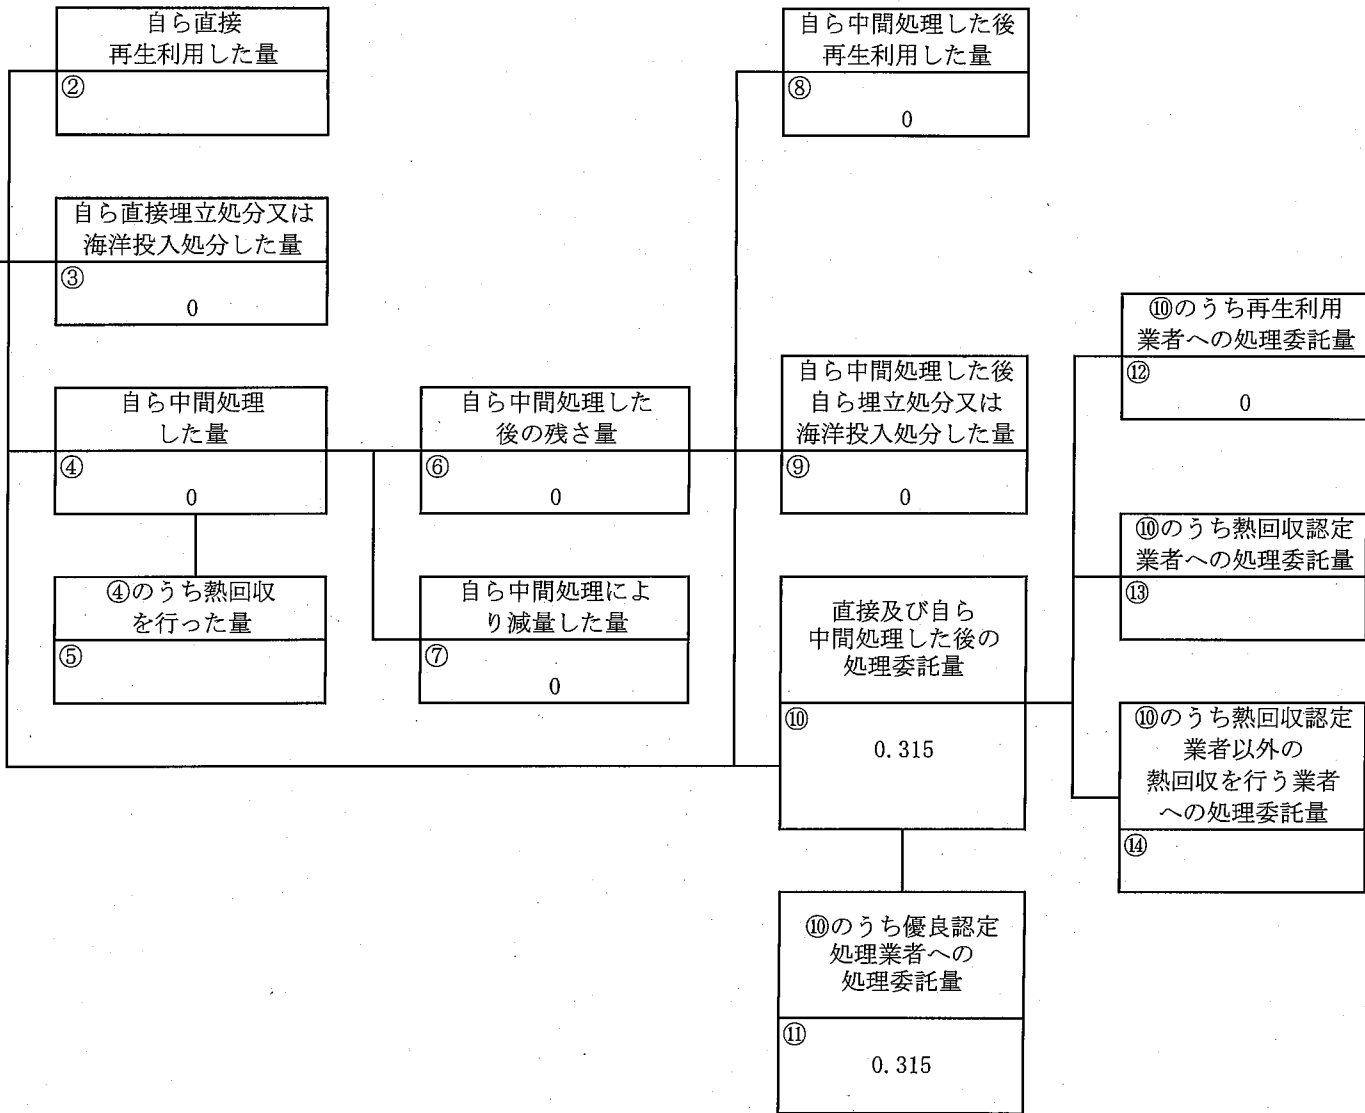 自ら直接
再生利用した量
②
自ら直接埋立処分又は
海洋投入処分した量
③
0
自ら中間処理
した量
④
0
④のうち熱回収
を行った量
⑤
自ら中間処理した
後の残さ量
⑥
0
自ら中間処理によ
り減量した量
⑦
0
自ら中間処理した後
再生利用した量
⑧
0
自ら中間処理した後
自ら埋立処分又は
海洋投入処分した量
⑨
0
直接及び自ら
中間処理した後の
処理委託量
⑩
0.315
⑩のうち優良認定
処理業者への
処理委託量
⑪
0.315
⑩のうち再生利用
業者への処理委託量
⑫
0
⑩のうち熱回収認定
業者への処理委託量
⑬
⑩のうち熱回収認定
業者以外の
熱回収を行う業者
への処理委託量
⑭